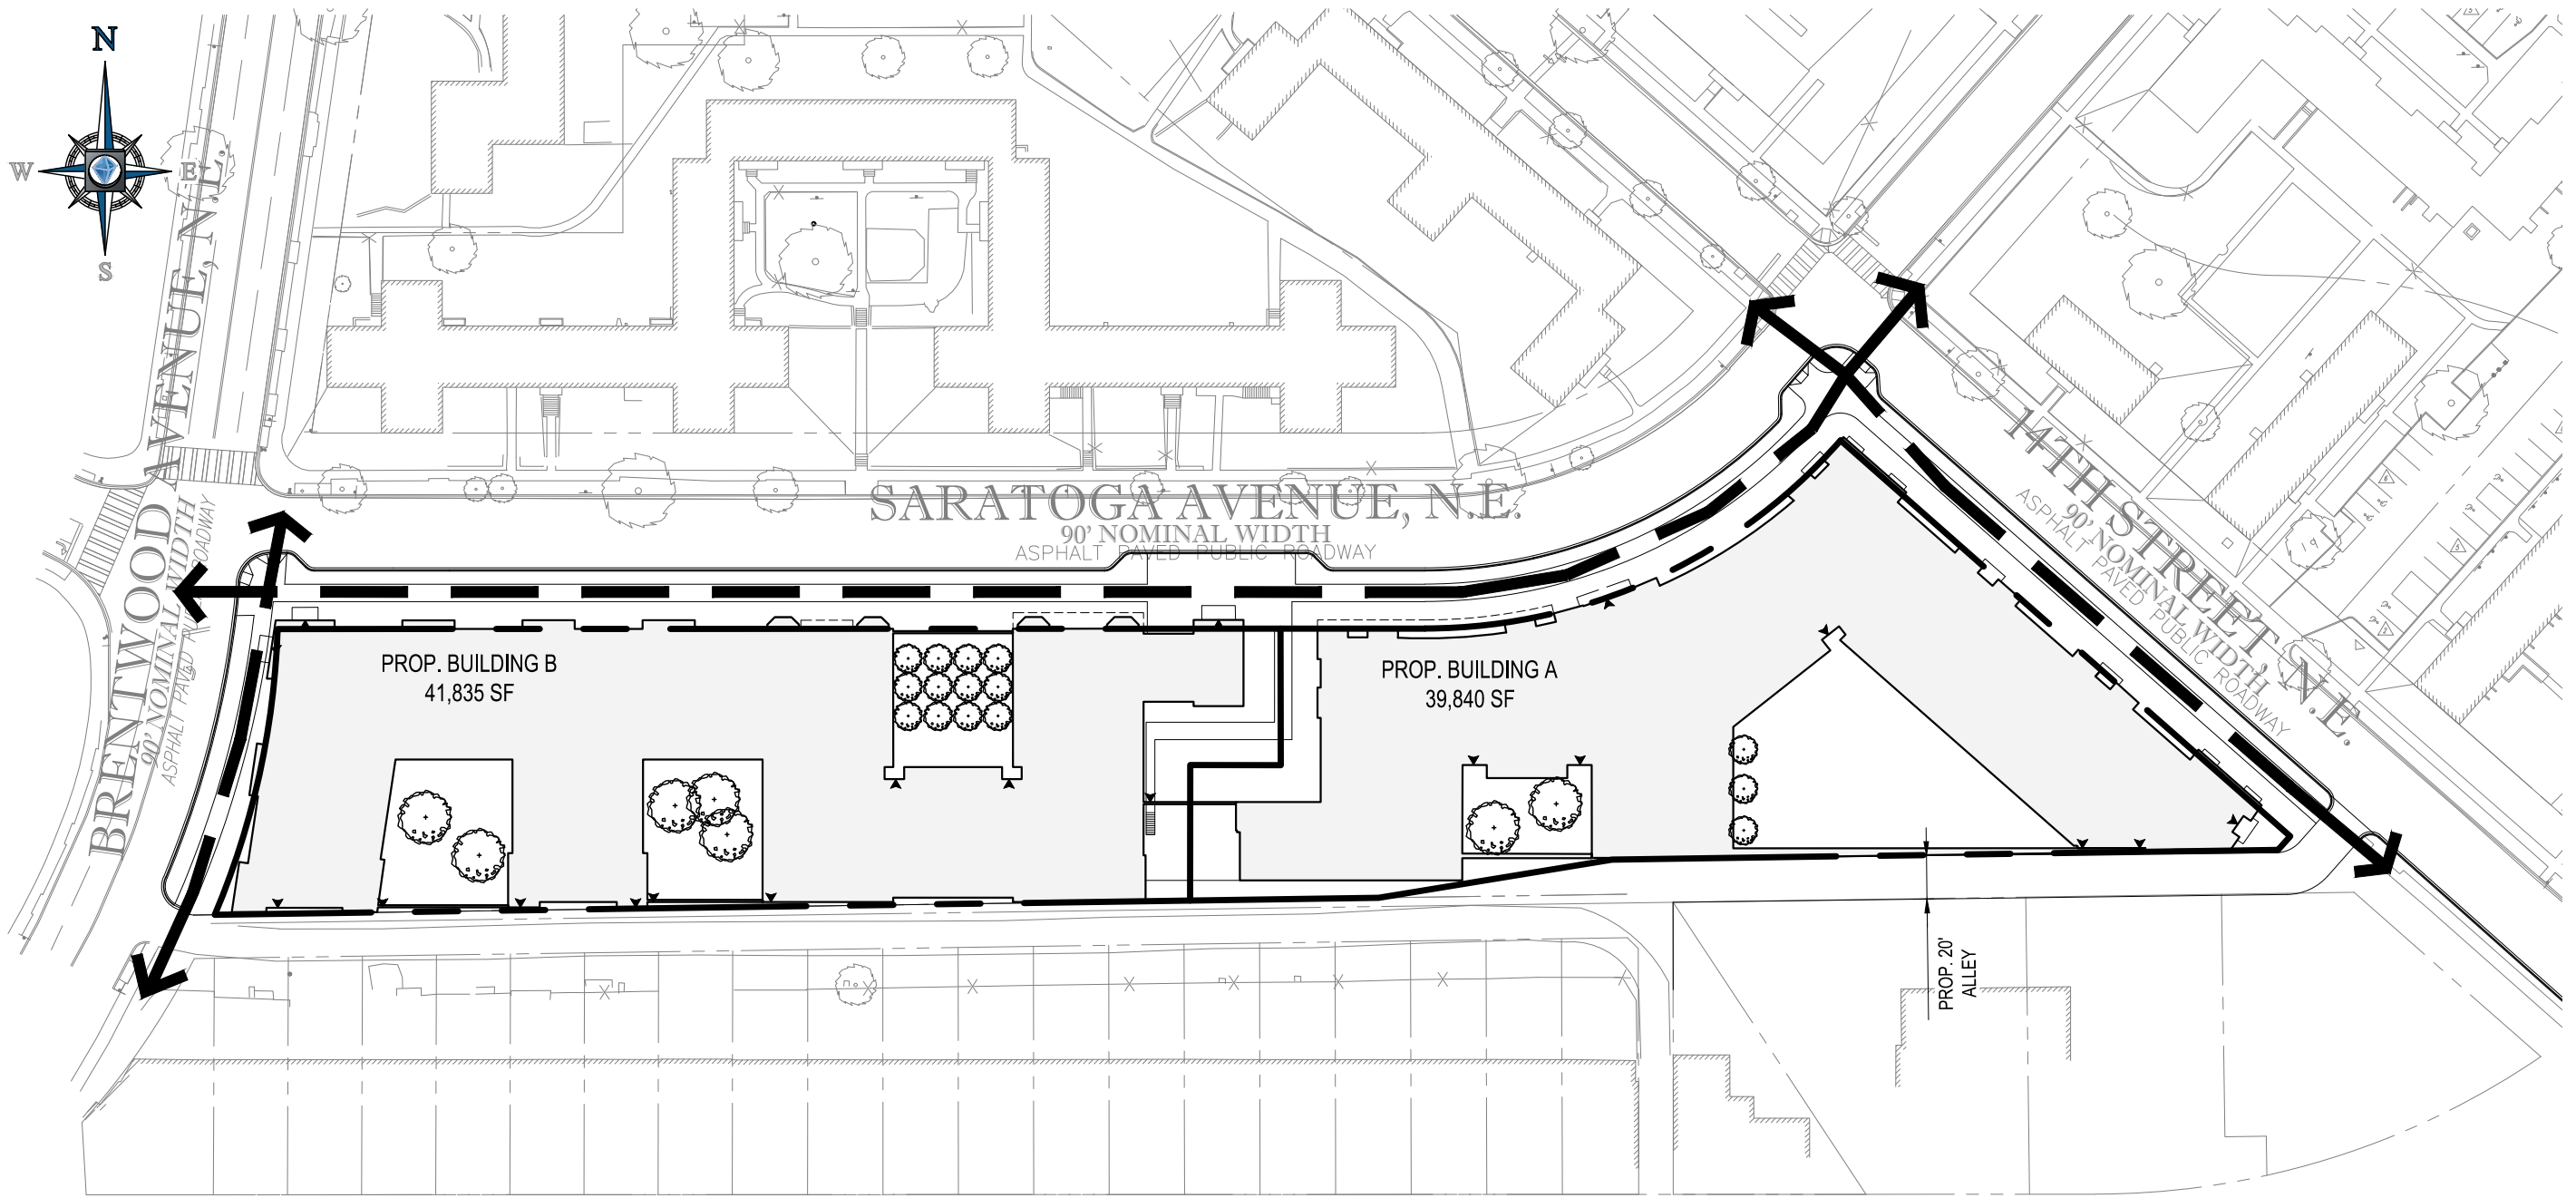 N
W
E
S
BRENTWOOD AVENUE, N.E.
90' NOMINAL WIDTH
ASPHALT PAVED PUBLIC ROADWAY
SARATOGA AVENUE, N.E.
90' NOMINAL WIDTH
ASPHALT PAVED PUBLIC ROADWAY
14TH STREET, N.E.
90' NOMINAL WIDTH
ASPHALT PAVED PUBLIC ROADWAY
PROP. BUILDING B
41,835 SF
PROP. BUILDING A
39,840 SF
PROP. 20'
ALLEY